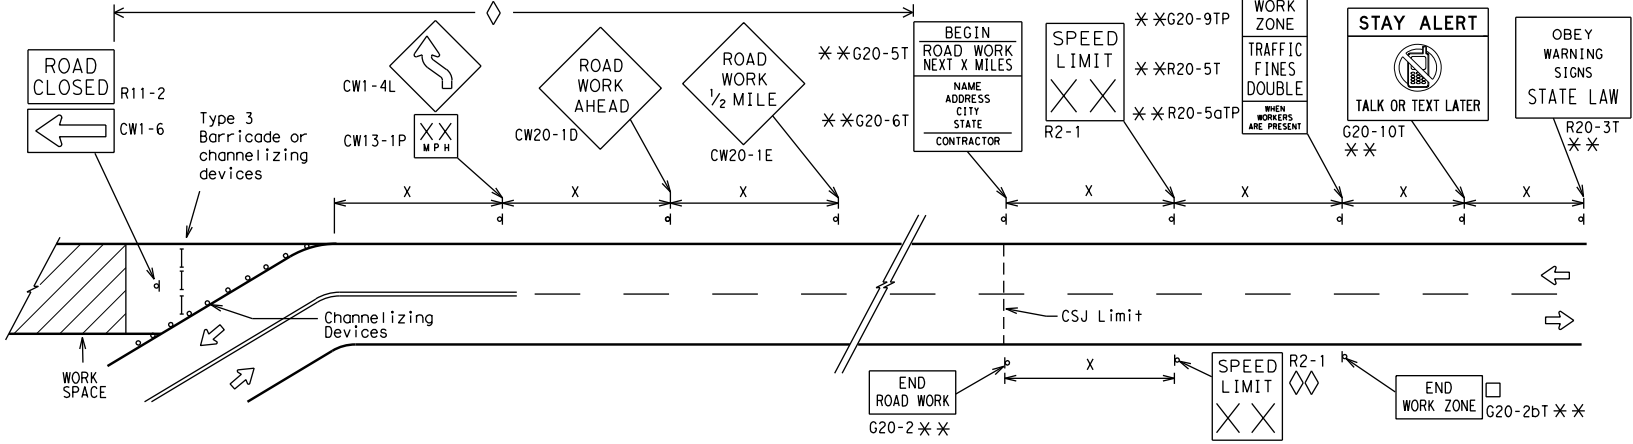 ROAD
CLOSED
R11-2
CW1-6
Type 3
Barricade or
channelizing
devices
CW1-4L
CW13-1P
X X
MPH
ROAD
WORK
AHEAD
CW20-1D
ROAD
WORK
1/2 MILE
CW20-1E
**G20-5T
**G20-6T
BEGIN
ROAD WORK
NEXT X MILES
NAME
ADDRESS
CITY
STATE
CONTRACTOR
SPEED
LIMIT
X X
R2-1
**G20-9TP
**R20-5T
**R20-5aTP
WORK
ZONE
TRAFFIC
FINES
DOUBLE
WHEN
WORKERS
ARE PRESENT
STAY ALERT
TALK OR TEXT LATER
G20-10T
**
OBEY
WARNING
SIGNS
STATE LAW
R20-3T
**
X
X
X
X
X
X
X
Channelizing
Devices
CSJ Limit
WORK
SPACE
END
ROAD WORK
G20-2 **
X
SPEED
LIMIT
X X
R2-1
END
WORK ZONE
G20-2bT **